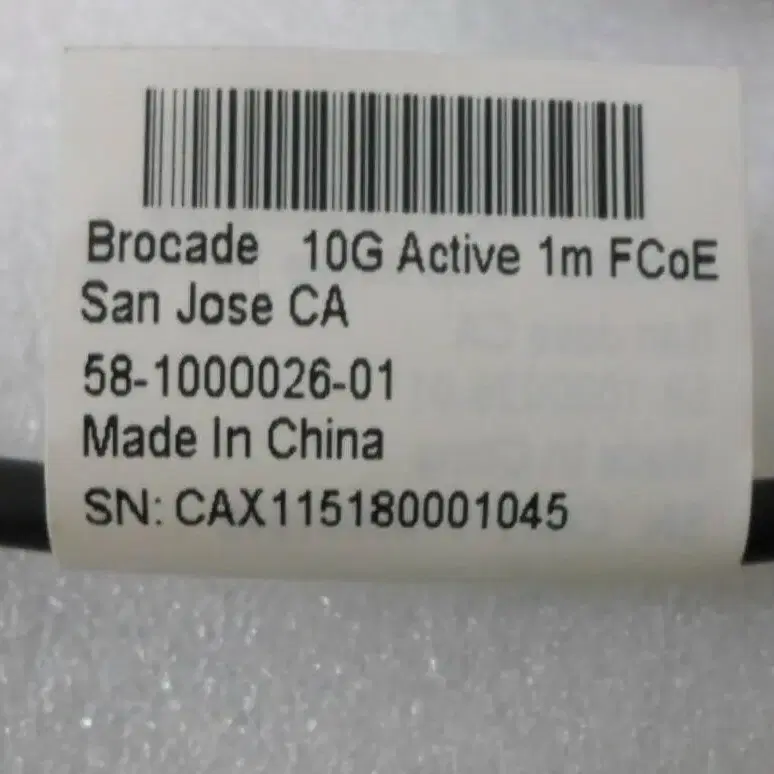 Brocade 10G Active 1m FCoE
San Jose CA
58-1000026-01
Made In China
SN: CAX115180001045